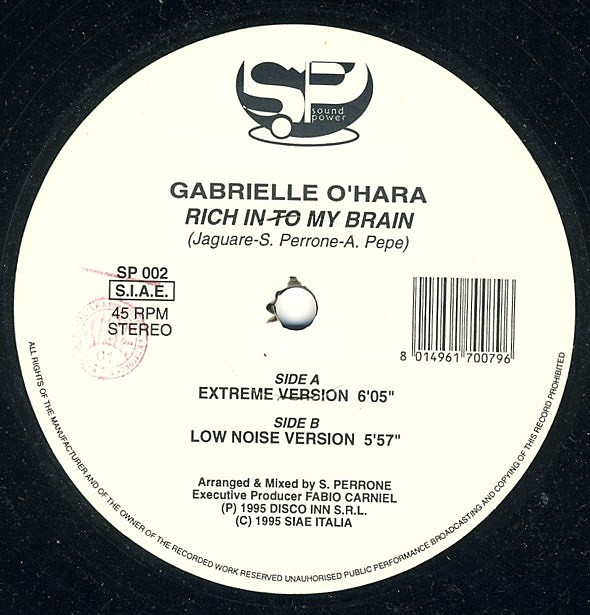 SP
sound
power
GABRIELLE O'HARA
RICH IN TO MY BRAIN
(Jaguare-S. Perrone-A. Pepe)
SP 002
S.I.A.E.
45 RPM
STEREO
8 014961 700796
SIDE A
EXTREME VERSION 6'05"
SIDE B
LOW NOISE VERSION 5'57"
Arranged & Mixed by S. PERRONE
Executive Producer FABIO CARNIEL
(P) 1995 DISCO INN S.R.L.
(C) 1995 SIAE ITALIA
ALL RIGHTS OF THE MANUFACTURER AND OF THE OWNER OF THE RECORDED WORK RESERVED UNAUHORISED PUBLIC PERFORMANCE BROADCASTING AND COPYING OF THIS RECORD PROHIBITED